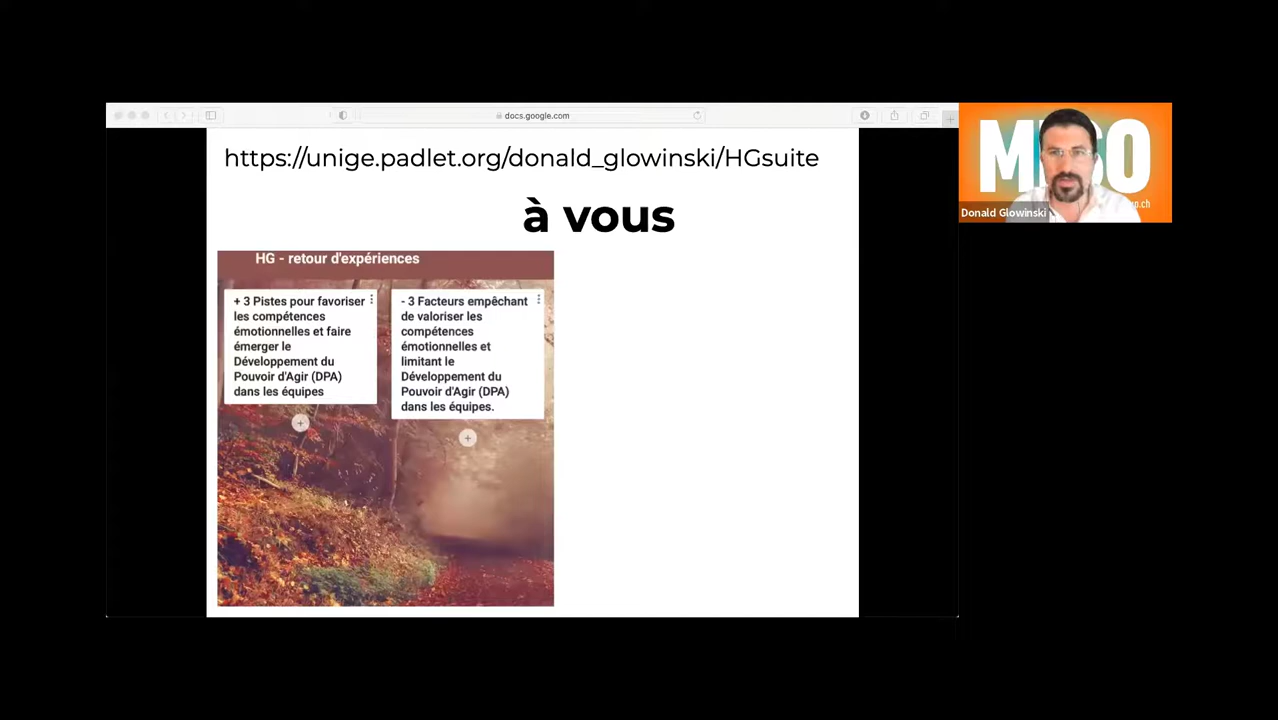 docs.google.com
https://unige.padlet.org/donald_glowinski/HGsuite
à vous
HG - retour d'expériences
+ 3 Pistes pour favoriser
les compétences
émotionnelles et faire
émerger le
Développement du
Pouvoir d'Agir (DPA)
dans les équipes
- 3 Facteurs empêchant
de valoriser les
compétences
émotionnelles et
limitant le
Développement du
Pouvoir d'Agir (DPA)
dans les équipes.
Donald Glowinski